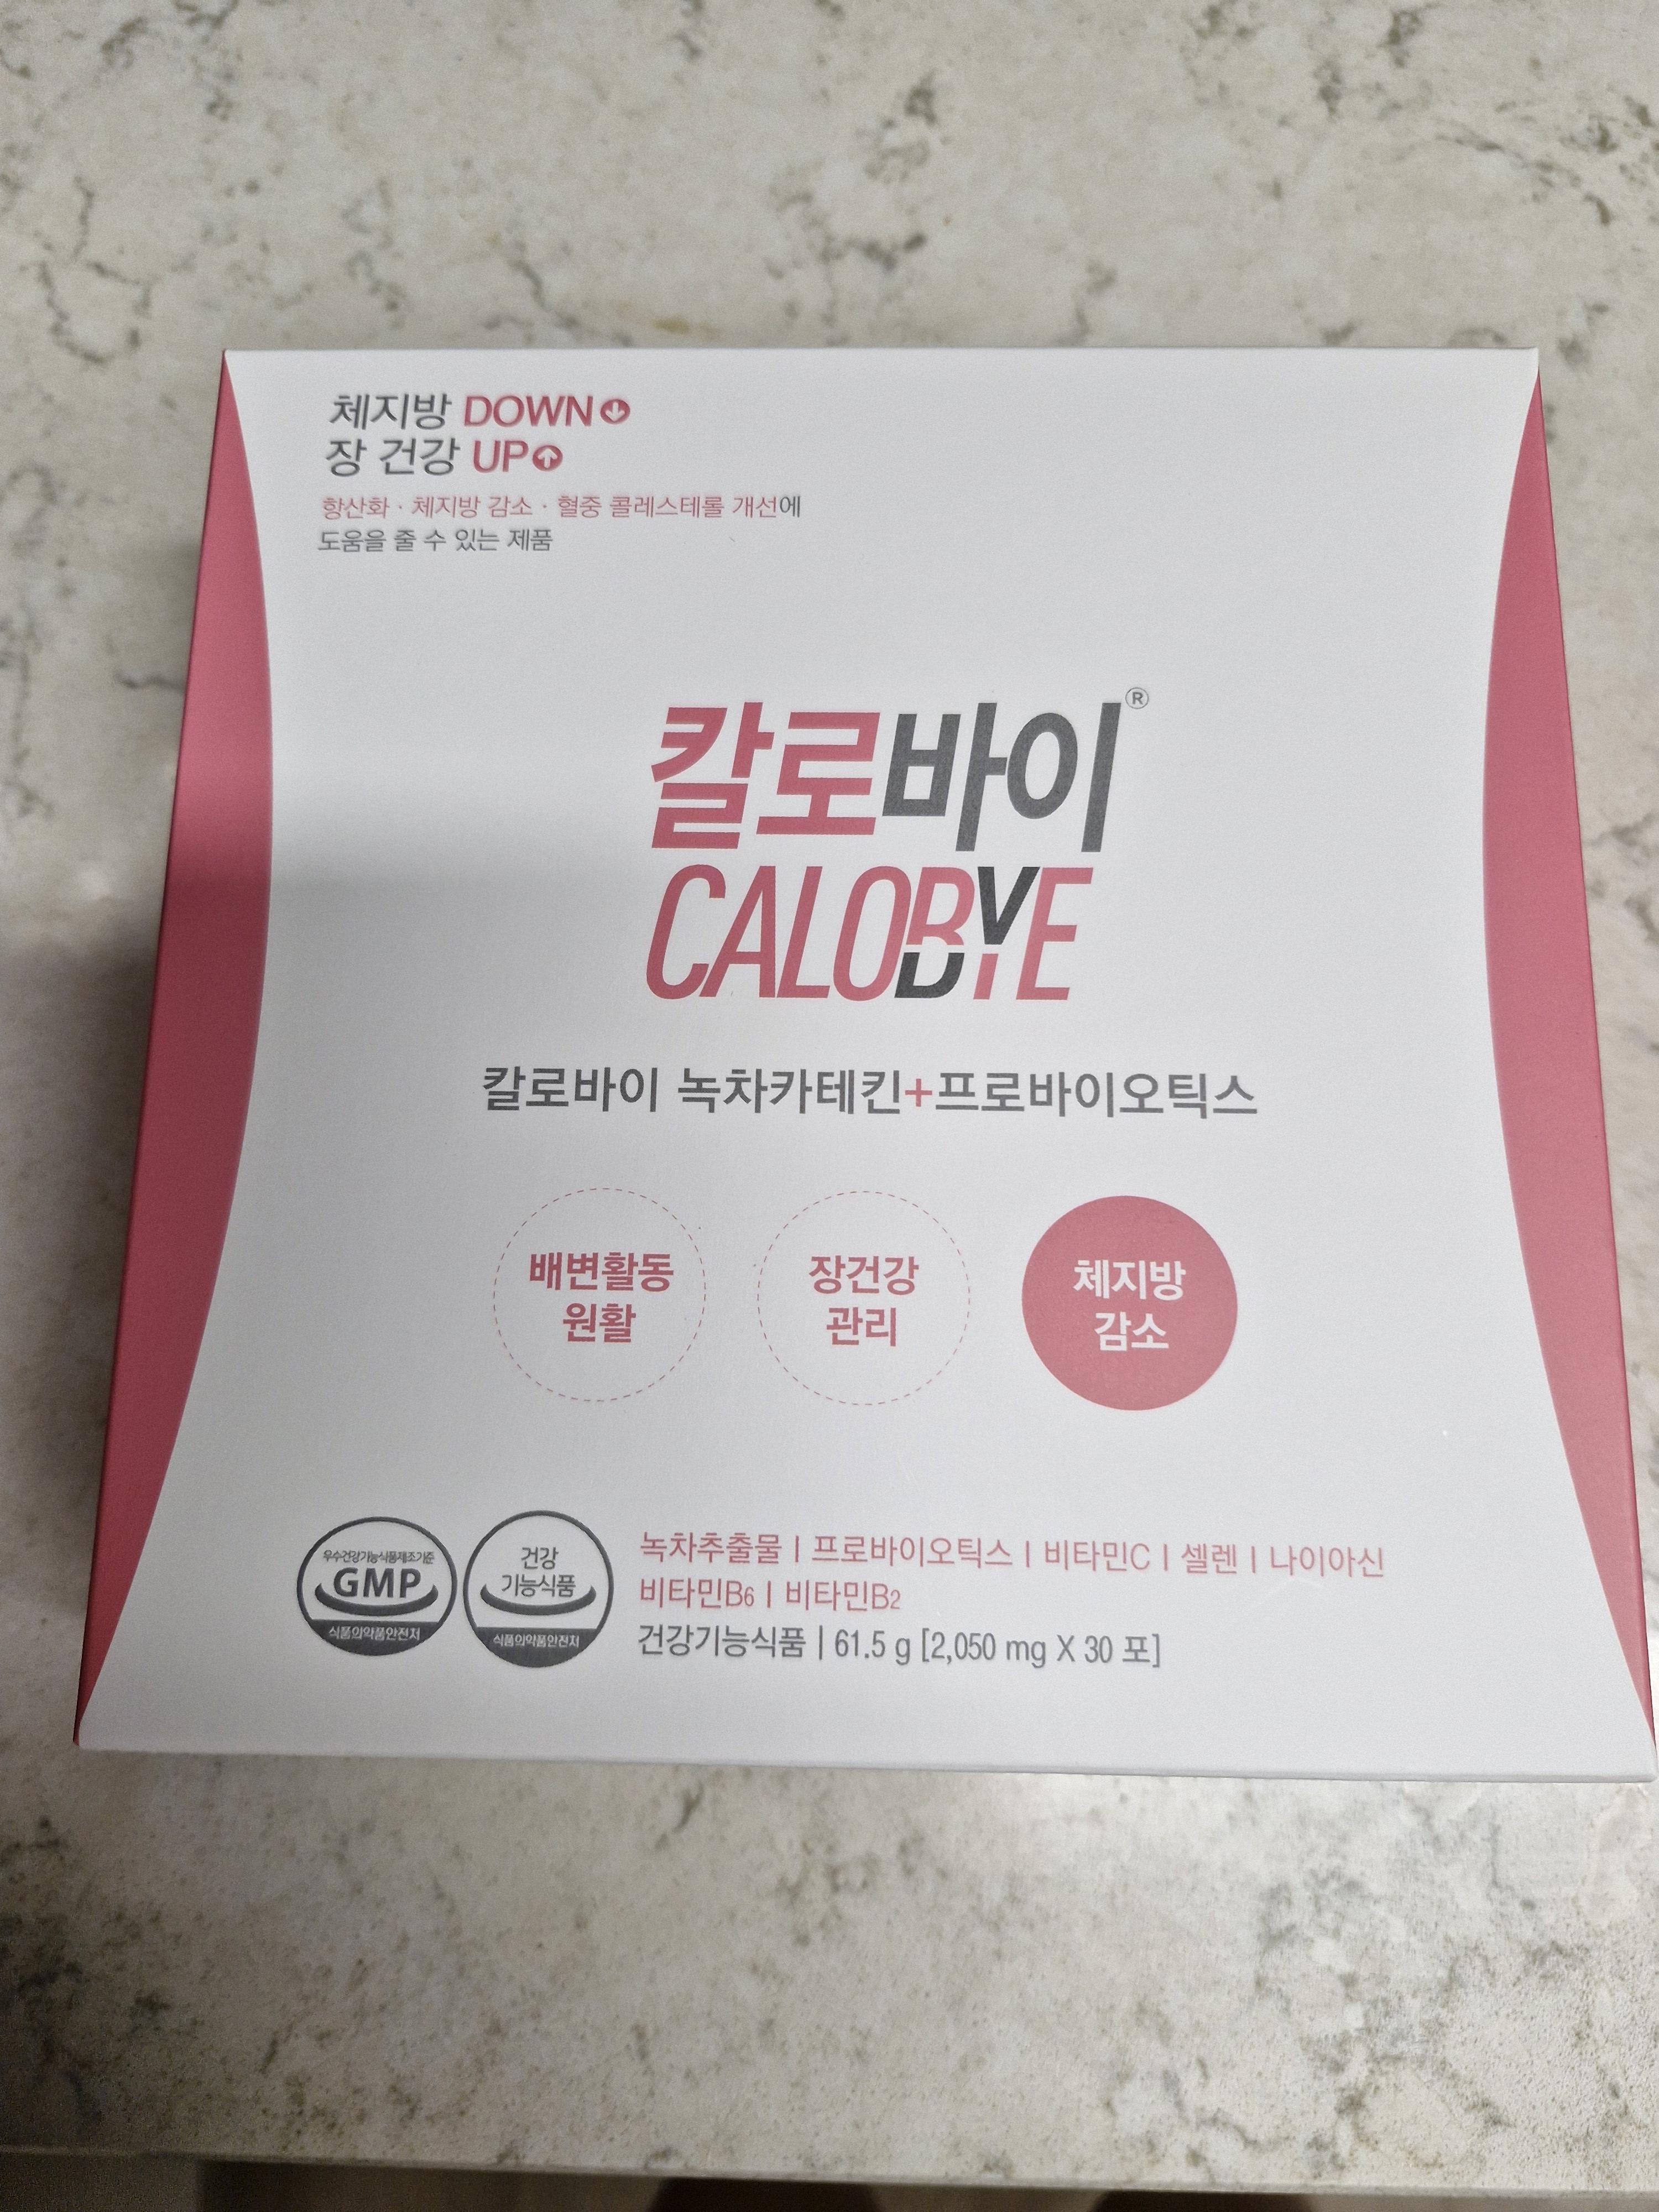 체지방 DOWN
장 건강 UP
항산화 · 체지방 감소 · 혈중 콜레스테롤 개선에
도움을 줄 수 있는 제품
칼로바이®
CALOBYE
칼로바이 녹차카테킨+프로바이오틱스
배변활동
원활
장건강
관리
체지방
감소
우수건강기능식품제조기준
GMP
식품의약품안전처
건강
기능식품
식품의약품안전처
녹차추출물 | 프로바이오틱스 | 비타민C | 셀렌 | 나이아신
비타민B6 | 비타민B2
건강기능식품 | 61.5 g [2,050 mg X 30 포]